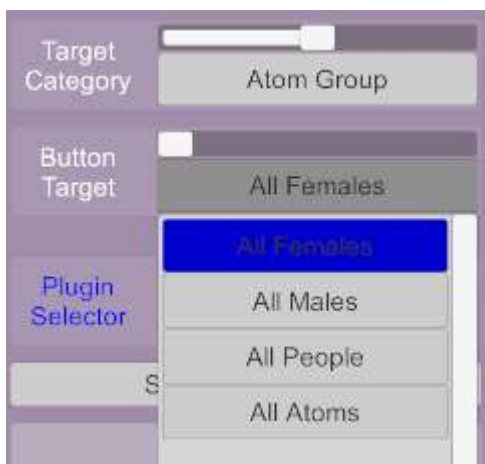 Target
Category
Atom Group
Button
Target
All Females
All Females
Plugin
Selector
All Males
All People
S
All Atoms